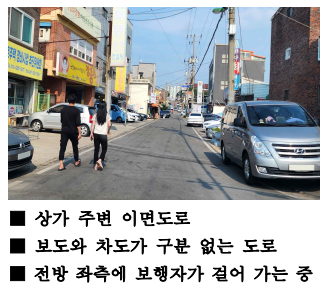 ■ 상가 주변 이면도로
■ 보도와 차도가 구분 없는 도로
■ 전방 좌측에 보행자가 걸어 가는 중